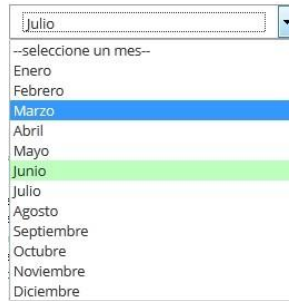 Julio
--seleccione un mes--
Enero
Febrero
Marzo
Abril
Mayo
Junio
Julio
Agosto
Septiembre
Octubre
Noviembre
Diciembre